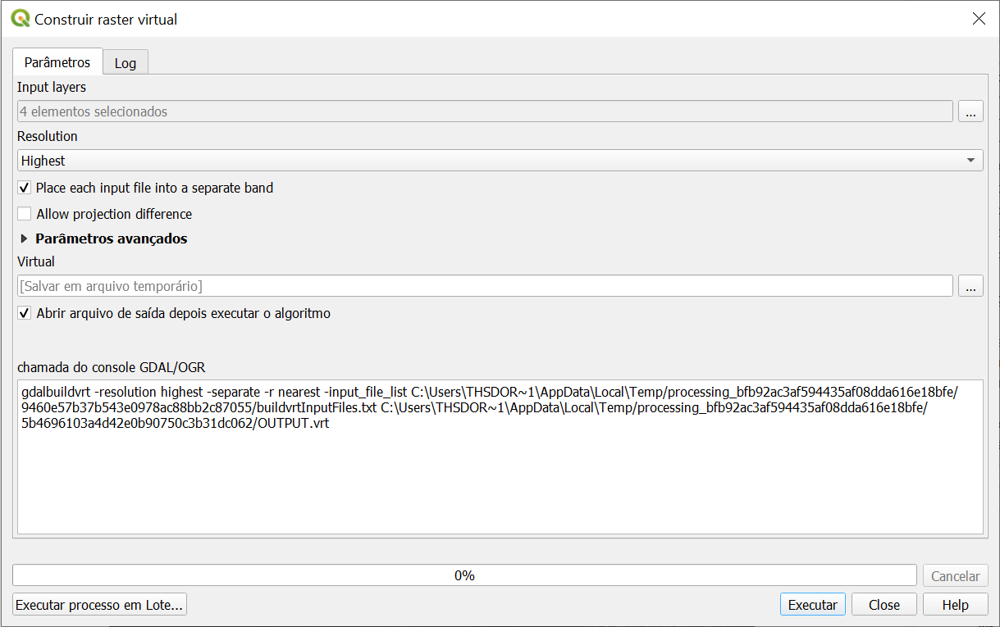 Construir raster virtual
Parâmetros
Log
Input layers
4 elementos selecionados
...
Resolution
Highest
Place each input file into a separate band
Allow projection difference
Parâmetros avançados
Virtual
[Salvar em arquivo temporário]
...
Abrir arquivo de saída depois executar o algoritmo
chamada do console GDAL/OGR
gdalbuildvrt -resolution highest -separate -r nearest -input_file_list C:\Users\THSDOR~1\AppData\Local\Temp/processing_bfb92ac3af594435af08dda616e18bfe/
9460e57b37b543e0978ac88bb2c87055/buildvrtInputFiles.txt C:\Users\THSDOR~1\AppData\Local\Temp/processing_bfb92ac3af594435af08dda616e18bfe/
5b4696103a4d42e0b90750c3b31dc062/OUTPUT.vrt
0%
Cancelar
Executar processo em Lote...
Executar
Close
Help